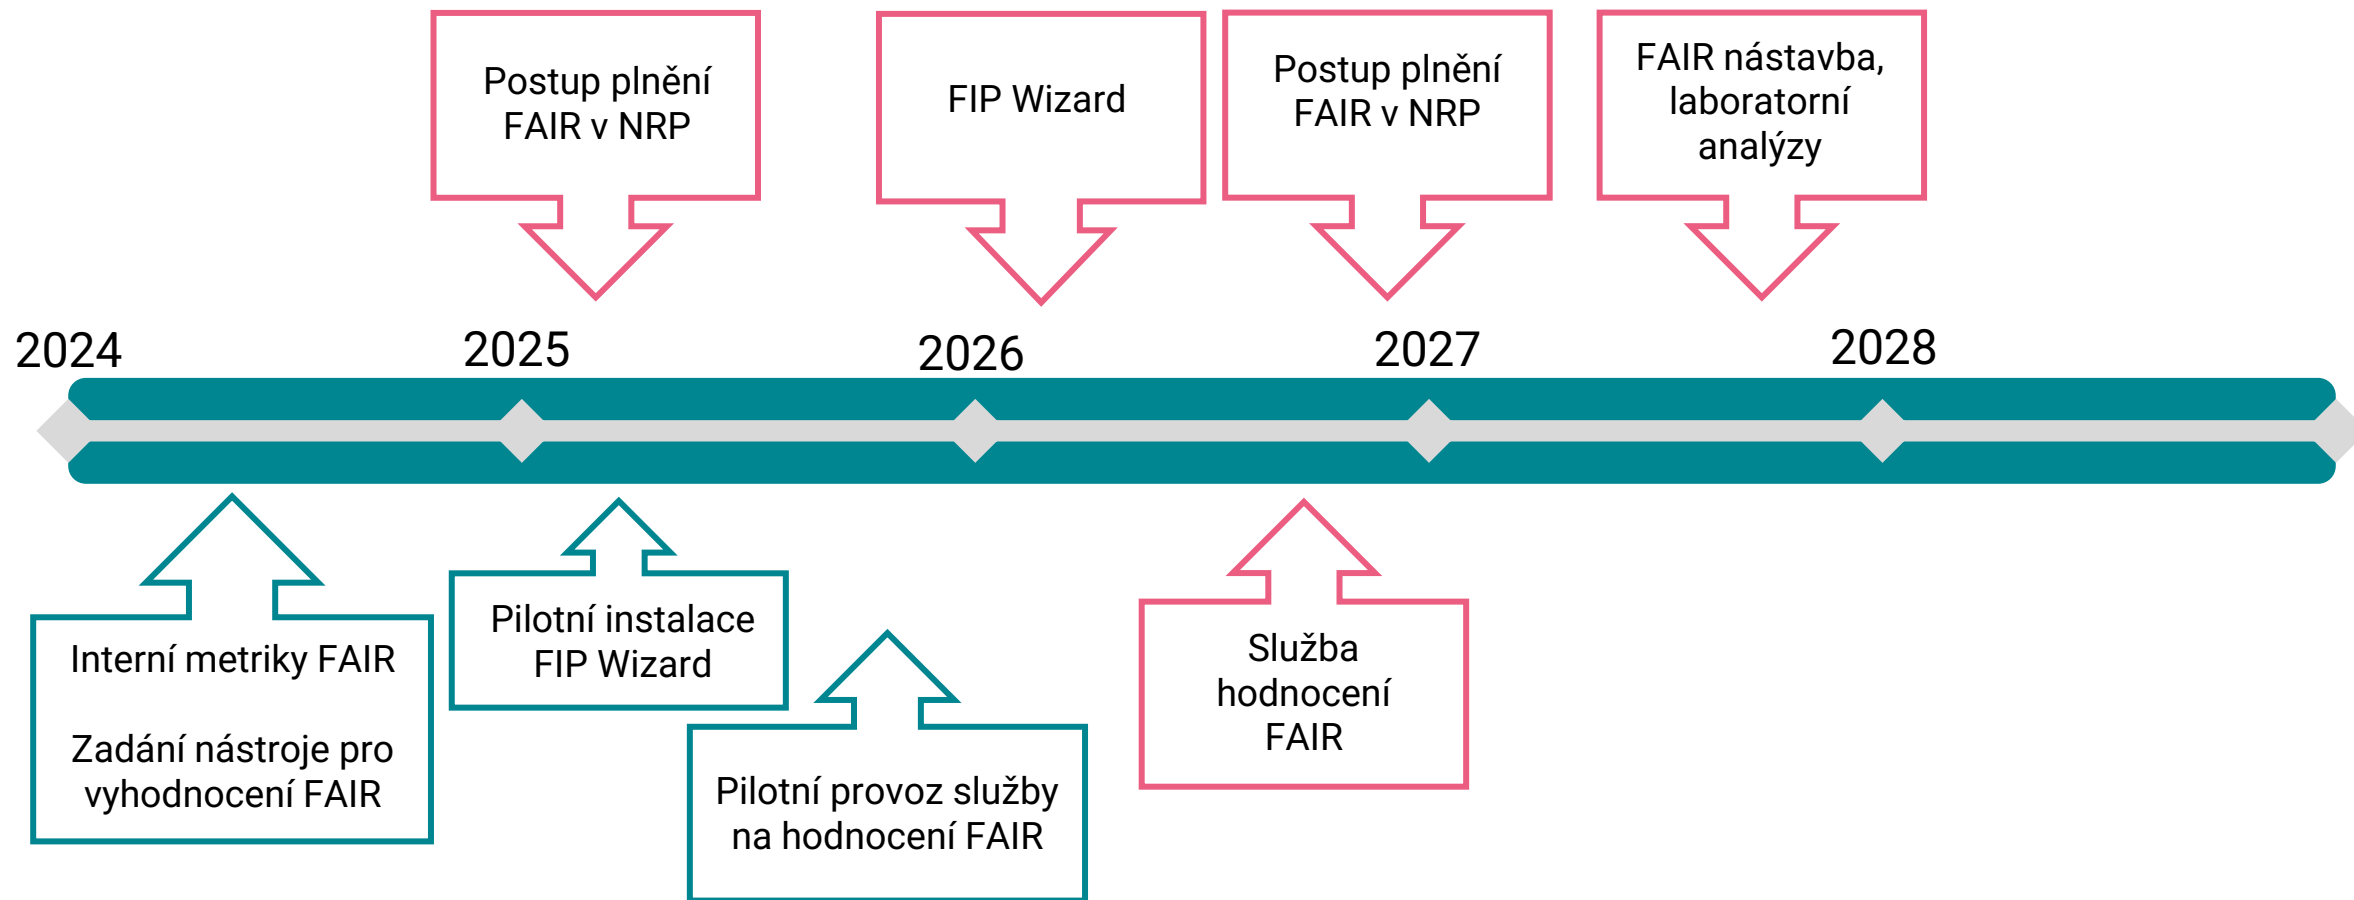 Postup plnění
FAIR v NRP
FIP Wizard
Postup plnění
FAIR v NRP
FAIR nástavba,
laboratorní
analýzy
2024
2025
2026
2027
2028
Interní metriky FAIR
Zadání nástroje pro
vyhodnocení FAIR
Pilotní instalace
FIP Wizard
Pilotní provoz služby
na hodnocení FAIR
Služba
hodnocení
FAIR